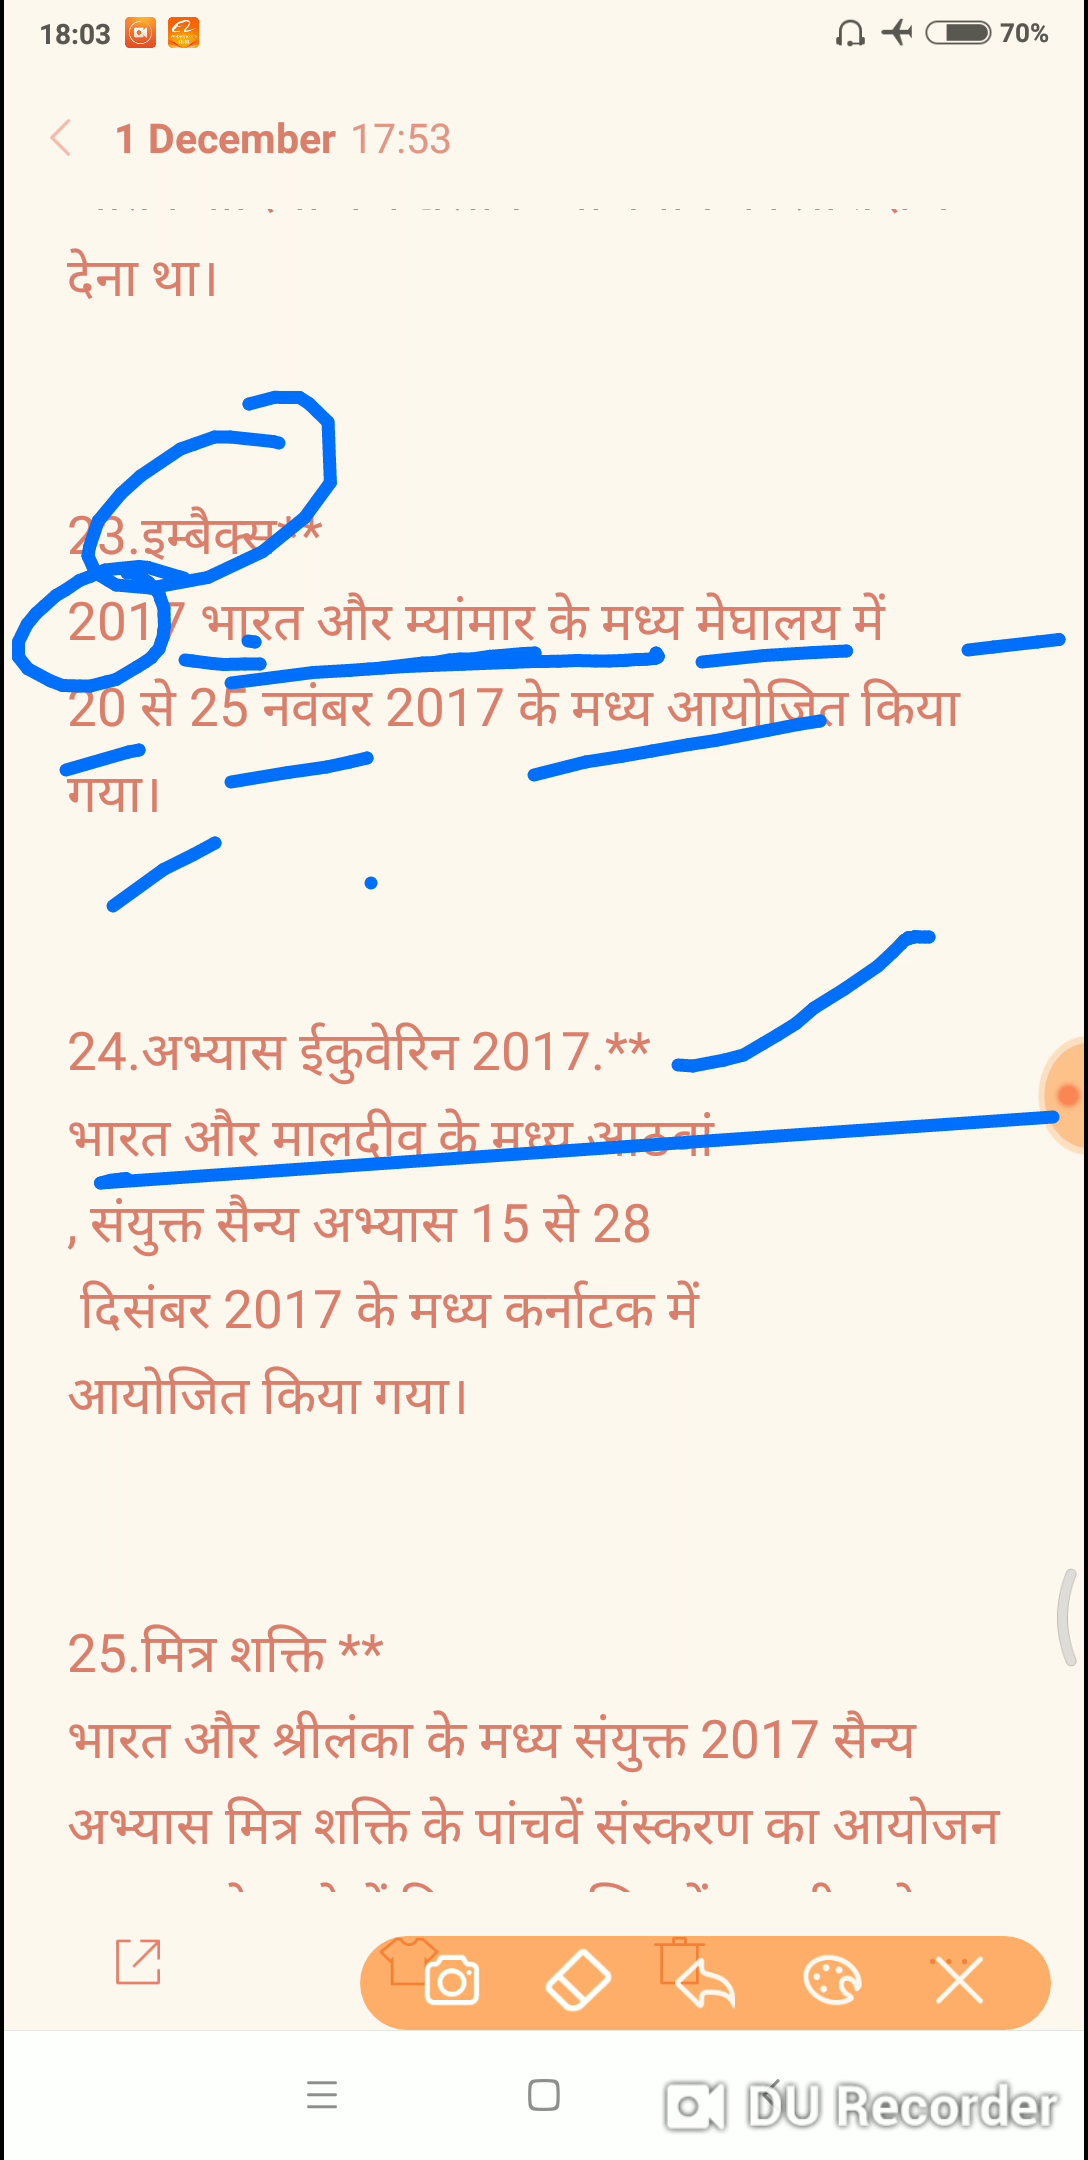 18:03
70%
1 December 17:53
देना था।
23.इम्बैक्स**
2017 भारत और म्यांमार के मध्य मेघालय में
20 से 25 नवंबर 2017 के मध्य आयोजित किया
गया।
24.अभ्यास ईकुवेरिन 2017.**
भारत और मालदीव के मध्य आठवां
, संयुक्त सैन्य अभ्यास 15 से 28
दिसंबर 2017 के मध्य कर्नाटक में
आयोजित किया गया।
25.मित्र शक्ति **
भारत और श्रीलंका के मध्य संयुक्त 2017 सैन्य
अभ्यास मित्र शक्ति के पांचवें संस्करण का आयोजन
DU Recorder